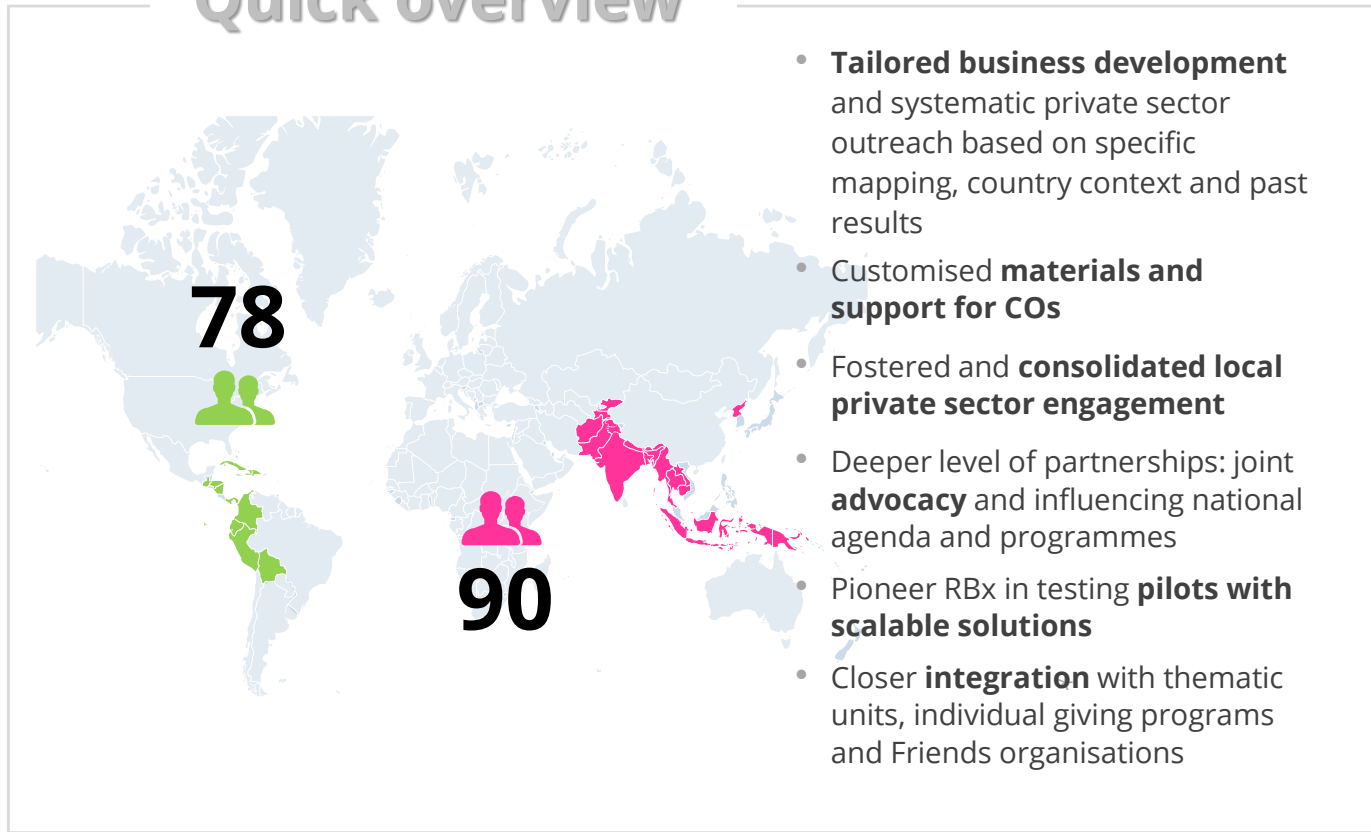 Quick overview
78
90
• Tailored business development
and systematic private sector
outreach based on specific
mapping, country context and past
results
• Customised materials and
support for COs
• Fostered and consolidated local
private sector engagement
• Deeper level of partnerships: joint
advocacy and influencing national
agenda and programmes
• Pioneer RBx in testing pilots with
scalable solutions
• Closer integration with thematic
units, individual giving programs
and Friends organisations